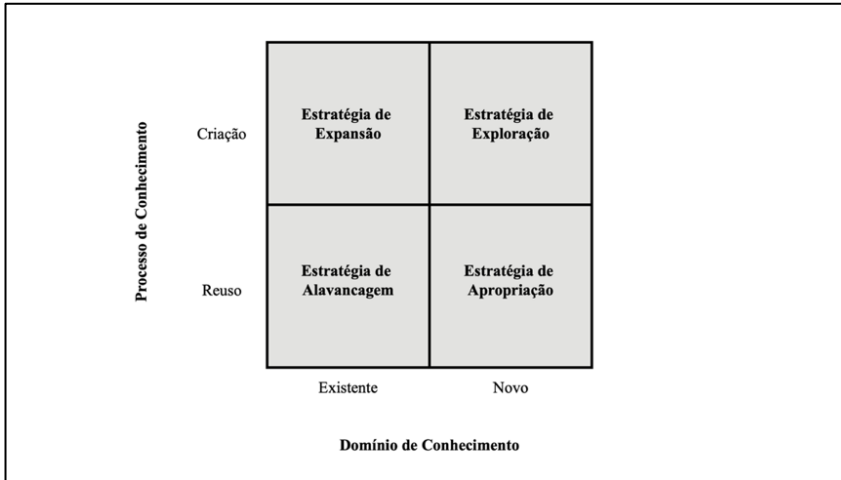 Processo de Conhecimento
Criação
Estratégia de
Expansão
Estratégia de
Exploração
Reuso
Estratégia de
Alavancagem
Estratégia de
Apropriação
Existente
Novo
Domínio de Conhecimento